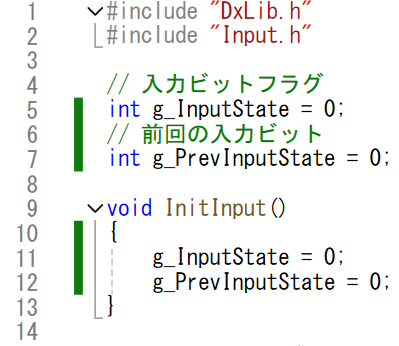 1
2
3
4
5
6
7
8
9
10
11
12
13
14
#include "DxLib.h"
#include "Input.h"
// 入力ビットフラグ
int g_InputState = 0;
// 前回の入力ビット
int g_PrevInputState = 0;
void InitInput()
{
g_InputState = 0;
g_PrevInputState = 0;
}